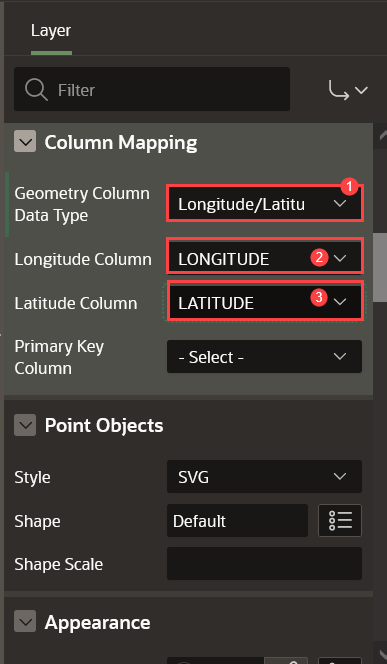 Layer
Filter
Column Mapping
1
Geometry Column
Data Type
Longitude/Latitu
Longitude Column
LONGITUDE
2
Latitude Column
LATITUDE
3
Primary Key
Column
- Select -
Point Objects
Style
SVG
Shape
Default
Shape Scale
Appearance